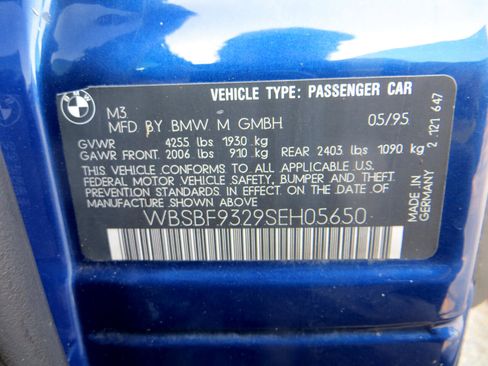 BMW
VEHICLE TYPE: PASSENGER CAR
M3
MFD BY BMW M GMBH 05/95
GVWR 4255 lbs 1930 kg
GAWR FRONT 2006 lbs 910 kg REAR 2403 lbs 1090 kg
THIS VEHICLE CONFORMS TO ALL APPLICABLE U.S.
FEDERAL MOTOR VEHICLE SAFETY, BUMPER AND THEFT
PREVENTION STANDARDS IN EFFECT ON THE DATE OF
MANUFACTURE SHOWN ABOVE
WBSBF9329SEH05650
2 121 647
MADE IN
GERMANY